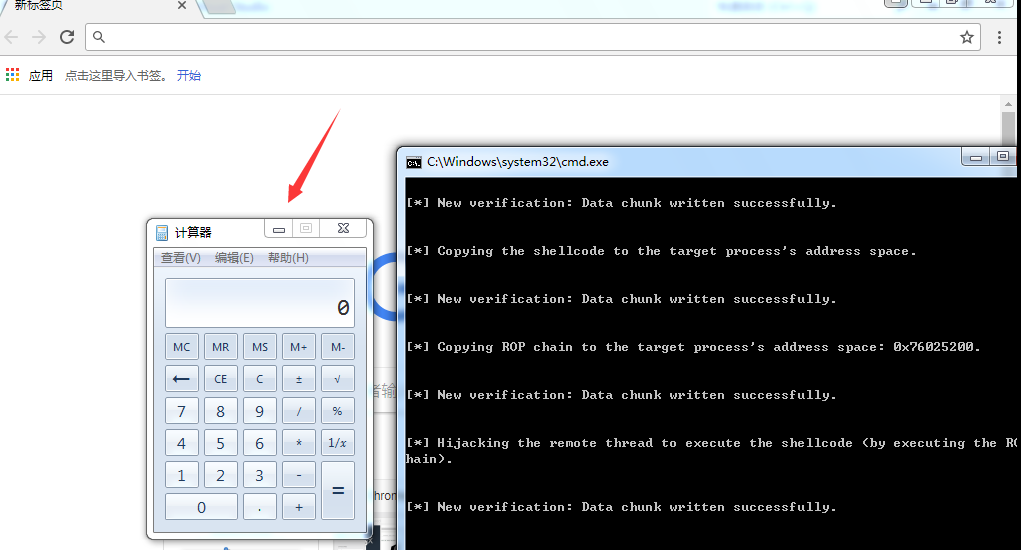 新标签页
应用 点击这里导入书签。 开始
C:\Windows\system32\cmd.exe
[*] New verification: Data chunk written successfully.
[*] Copying the shellcode to the target process's address space.
[*] New verification: Data chunk written successfully.
[*] Copying ROP chain to the target process's address space: 0x76025200.
[*] New verification: Data chunk written successfully.
[*] Hijacking the remote thread to execute the shellcode (by executing the RO
hain).
[*] New verification: Data chunk written successfully.
计算器
查看(V) 编辑(E) 帮助(H)
0
MC MR MS M+ M-
← CE C ± √
7 8 9 / %
4 5 6 * 1/x
1 2 3 - =
0 . +
者输
hron